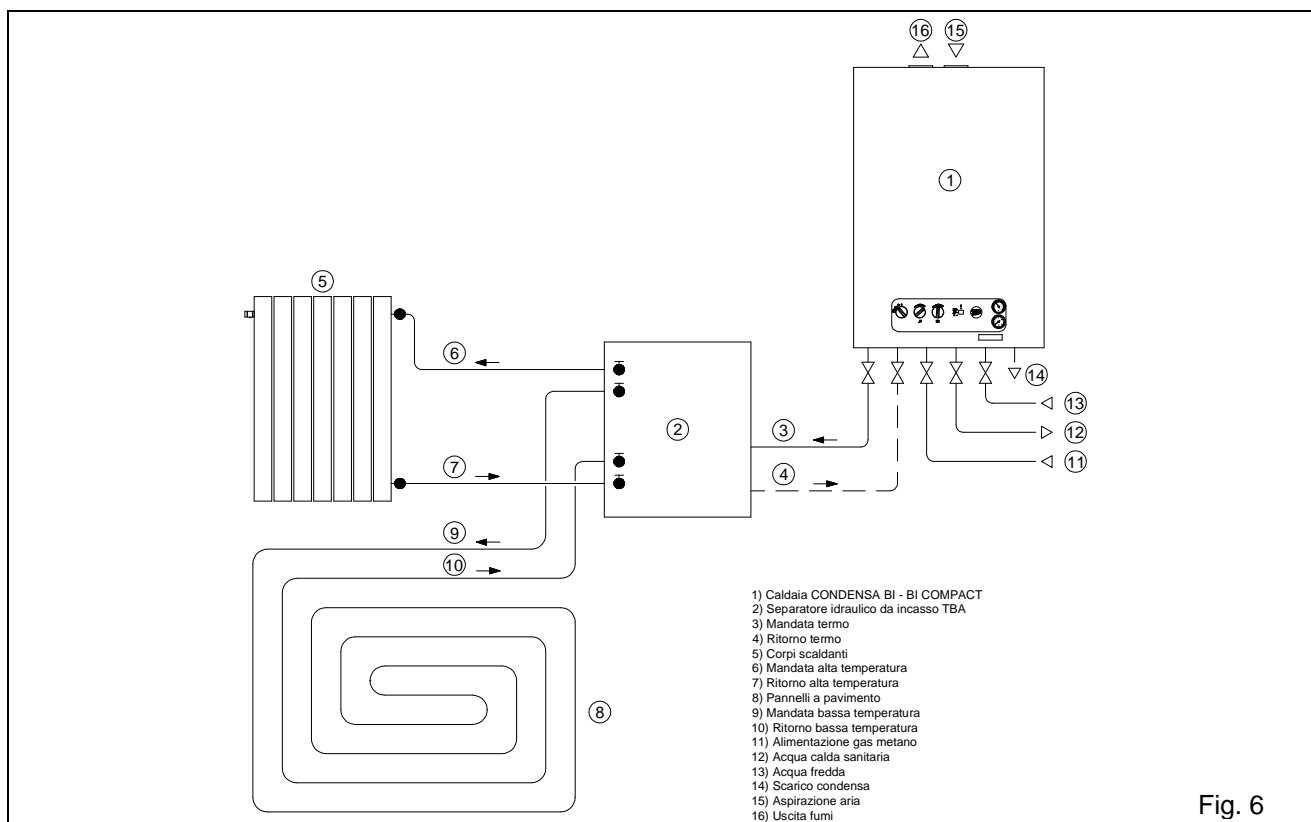 16 15
1
5
6
14
13
3
2
12
7
4
11
9
10
1) Caldaia CONDENSA BI - BI COMPACT
2) Separatore idraulico da incasso TBA
3) Mandata termo
4) Ritorno termo
5) Corpi scaldanti
6) Mandata alta temperatura
7) Ritorno alta temperatura
8) Pannelli a pavimento
8
9) Mandata bassa temperatura
10) Ritorno bassa temperatura
11) Alimentazione gas metano
12) Acqua calda sanitaria
13) Acqua fredda
14) Scarico condensa
15) Aspirazione aria
16) Uscita fumi
Fig. 6